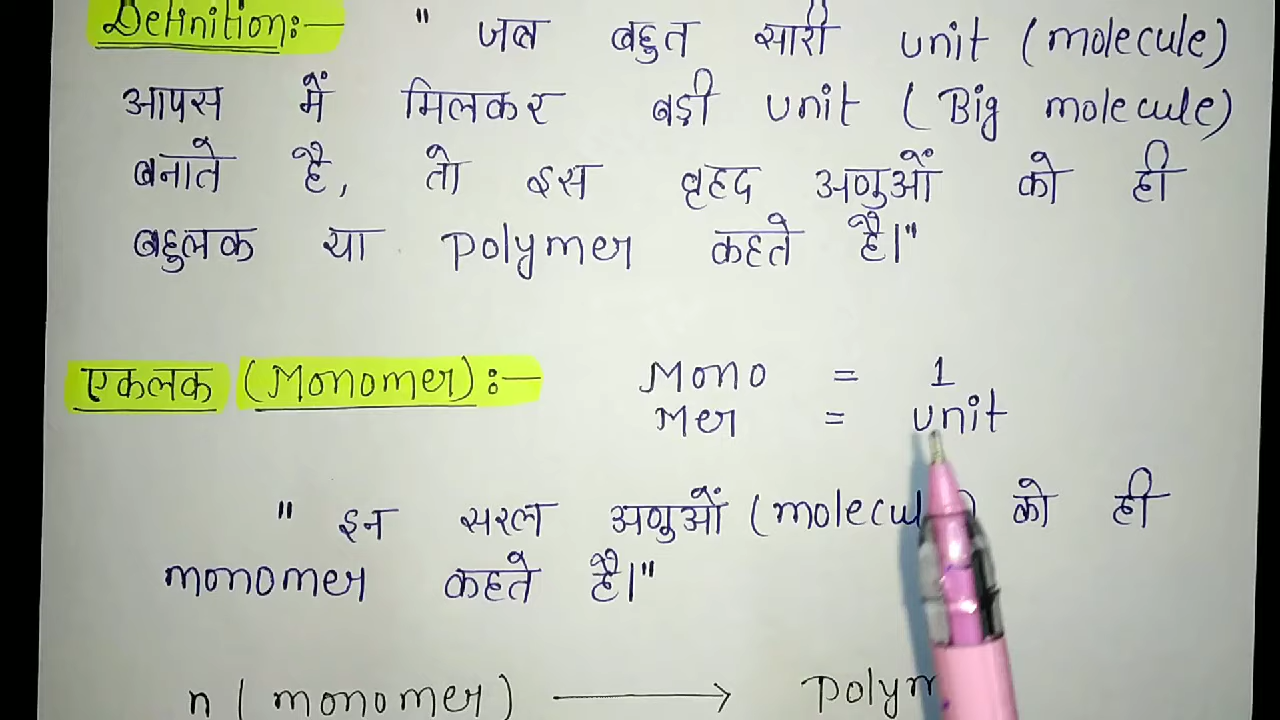 Definition:-
" जब बहुत सारी unit (molecule)
आपस में मिलकर बड़ी unit (Big molecule)
बनाते है, तो इस वृहद अणुओं को ही
बहुलक या polymer कहते है।"
एकलक (Monomer):-
Mono = 1
Mer = unit
" इन सरल अणुओं (molecul) को ही
monomer कहते है।"
n(monomer) ⟶ polym